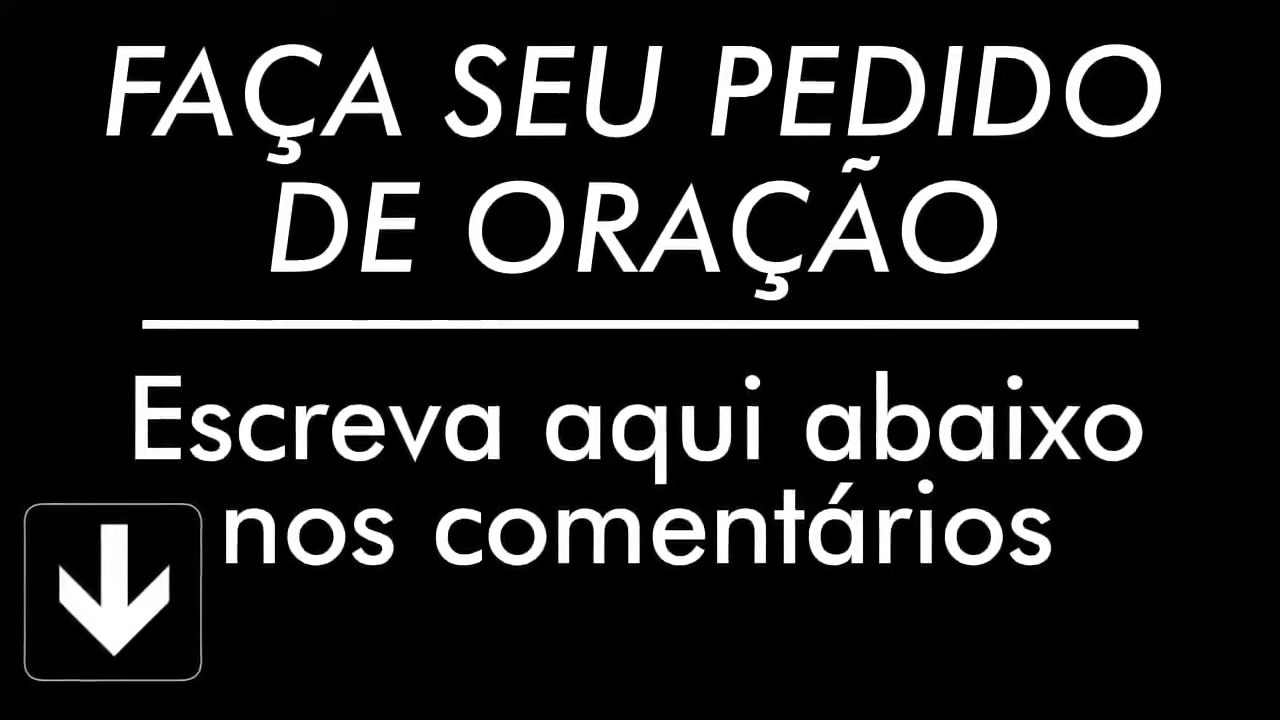 FAÇA SEU PEDIDO
DE ORAÇÃO
Escreva aqui abaixo
nos comentários